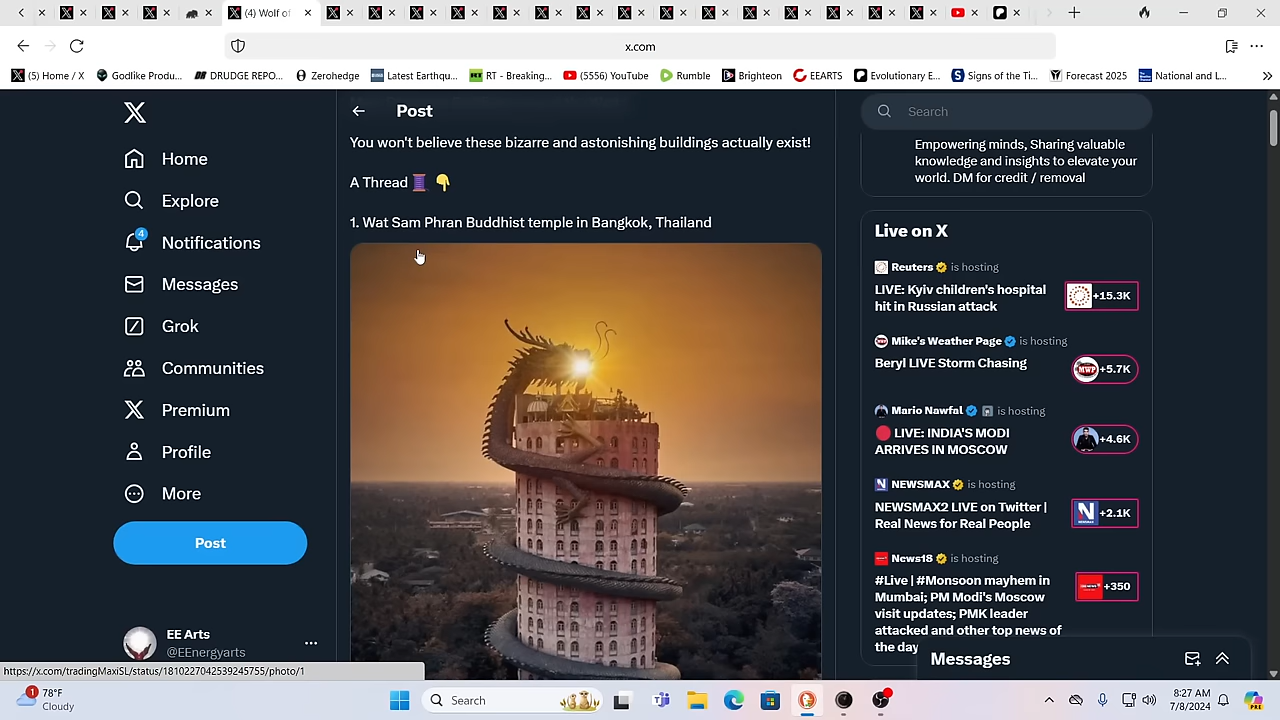 (4) Wolf of
x.com
(5) Home / X
Godlike Produ...
DRUDGE REPO...
Zerohedge
Latest Earthqu...
RT - Breaking...
(5556) YouTube
Rumble
Brighteon
EEARTS
Evolutionary E...
Signs of the Ti...
Forecast 2025
National and L...
Post
Search
Home
Explore
4
Notifications
Messages
Grok
Communities
Premium
Profile
More
Post
EE Arts
@EEnergyarts
You won't believe these bizarre and astonishing buildings actually exist!
A Thread 🧵 👇
1. Wat Sam Phran Buddhist temple in Bangkok, Thailand
Empowering minds, Sharing valuable
knowledge and insights to elevate your
world. DM for credit / removal
Live on X
Reuters is hosting
LIVE: Kyiv children's hospital
hit in Russian attack
+15.3K
Mike's Weather Page is hosting
Beryl LIVE Storm Chasing
MWP
+5.7K
Mario Nawfal is hosting
🔴 LIVE: INDIA'S MODI
ARRIVES IN MOSCOW
+4.6K
NEWSMAX is hosting
NEWSMAX2 LIVE on Twitter |
Real News for Real People
N
+2.1K
News18 is hosting
#Live | #Monsoon mayhem in
Mumbai; PM Modi's Moscow
visit updates; PMK leader
attacked and other top news of
the day
+350
Messages
https://x.com/tradingMaxiSL/status/1810227042539245755/photo/1
1
78°F
Search
PRE
8:27 AM
7/8/2024